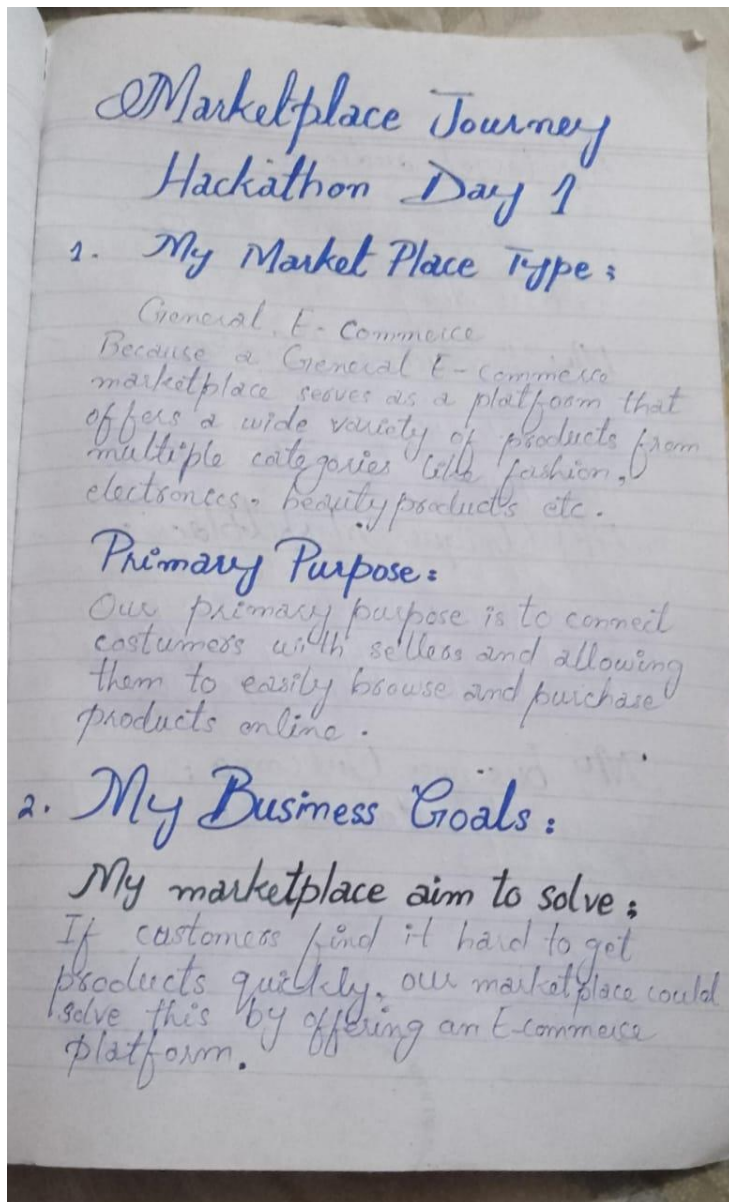 Marketplace Journey
Hackathon Day 1
1. My Market Place Type:
General E-Commerce
Because a General E-commerce
marketplace serves as a platform that
offers a wide variety of products from
multiple categories like fashion,
electronces, beautyproducts etc.
Primary Purpose:
Our primary purpose is to connect
costumers with sellers and allowing
them to easily browse and purchase
products online.
2. My Business Goals:
My marketplace aim to solve:
If customers find it hard to get
products quickly, our marketplace could
solve this by offering an E-commerce
platform.